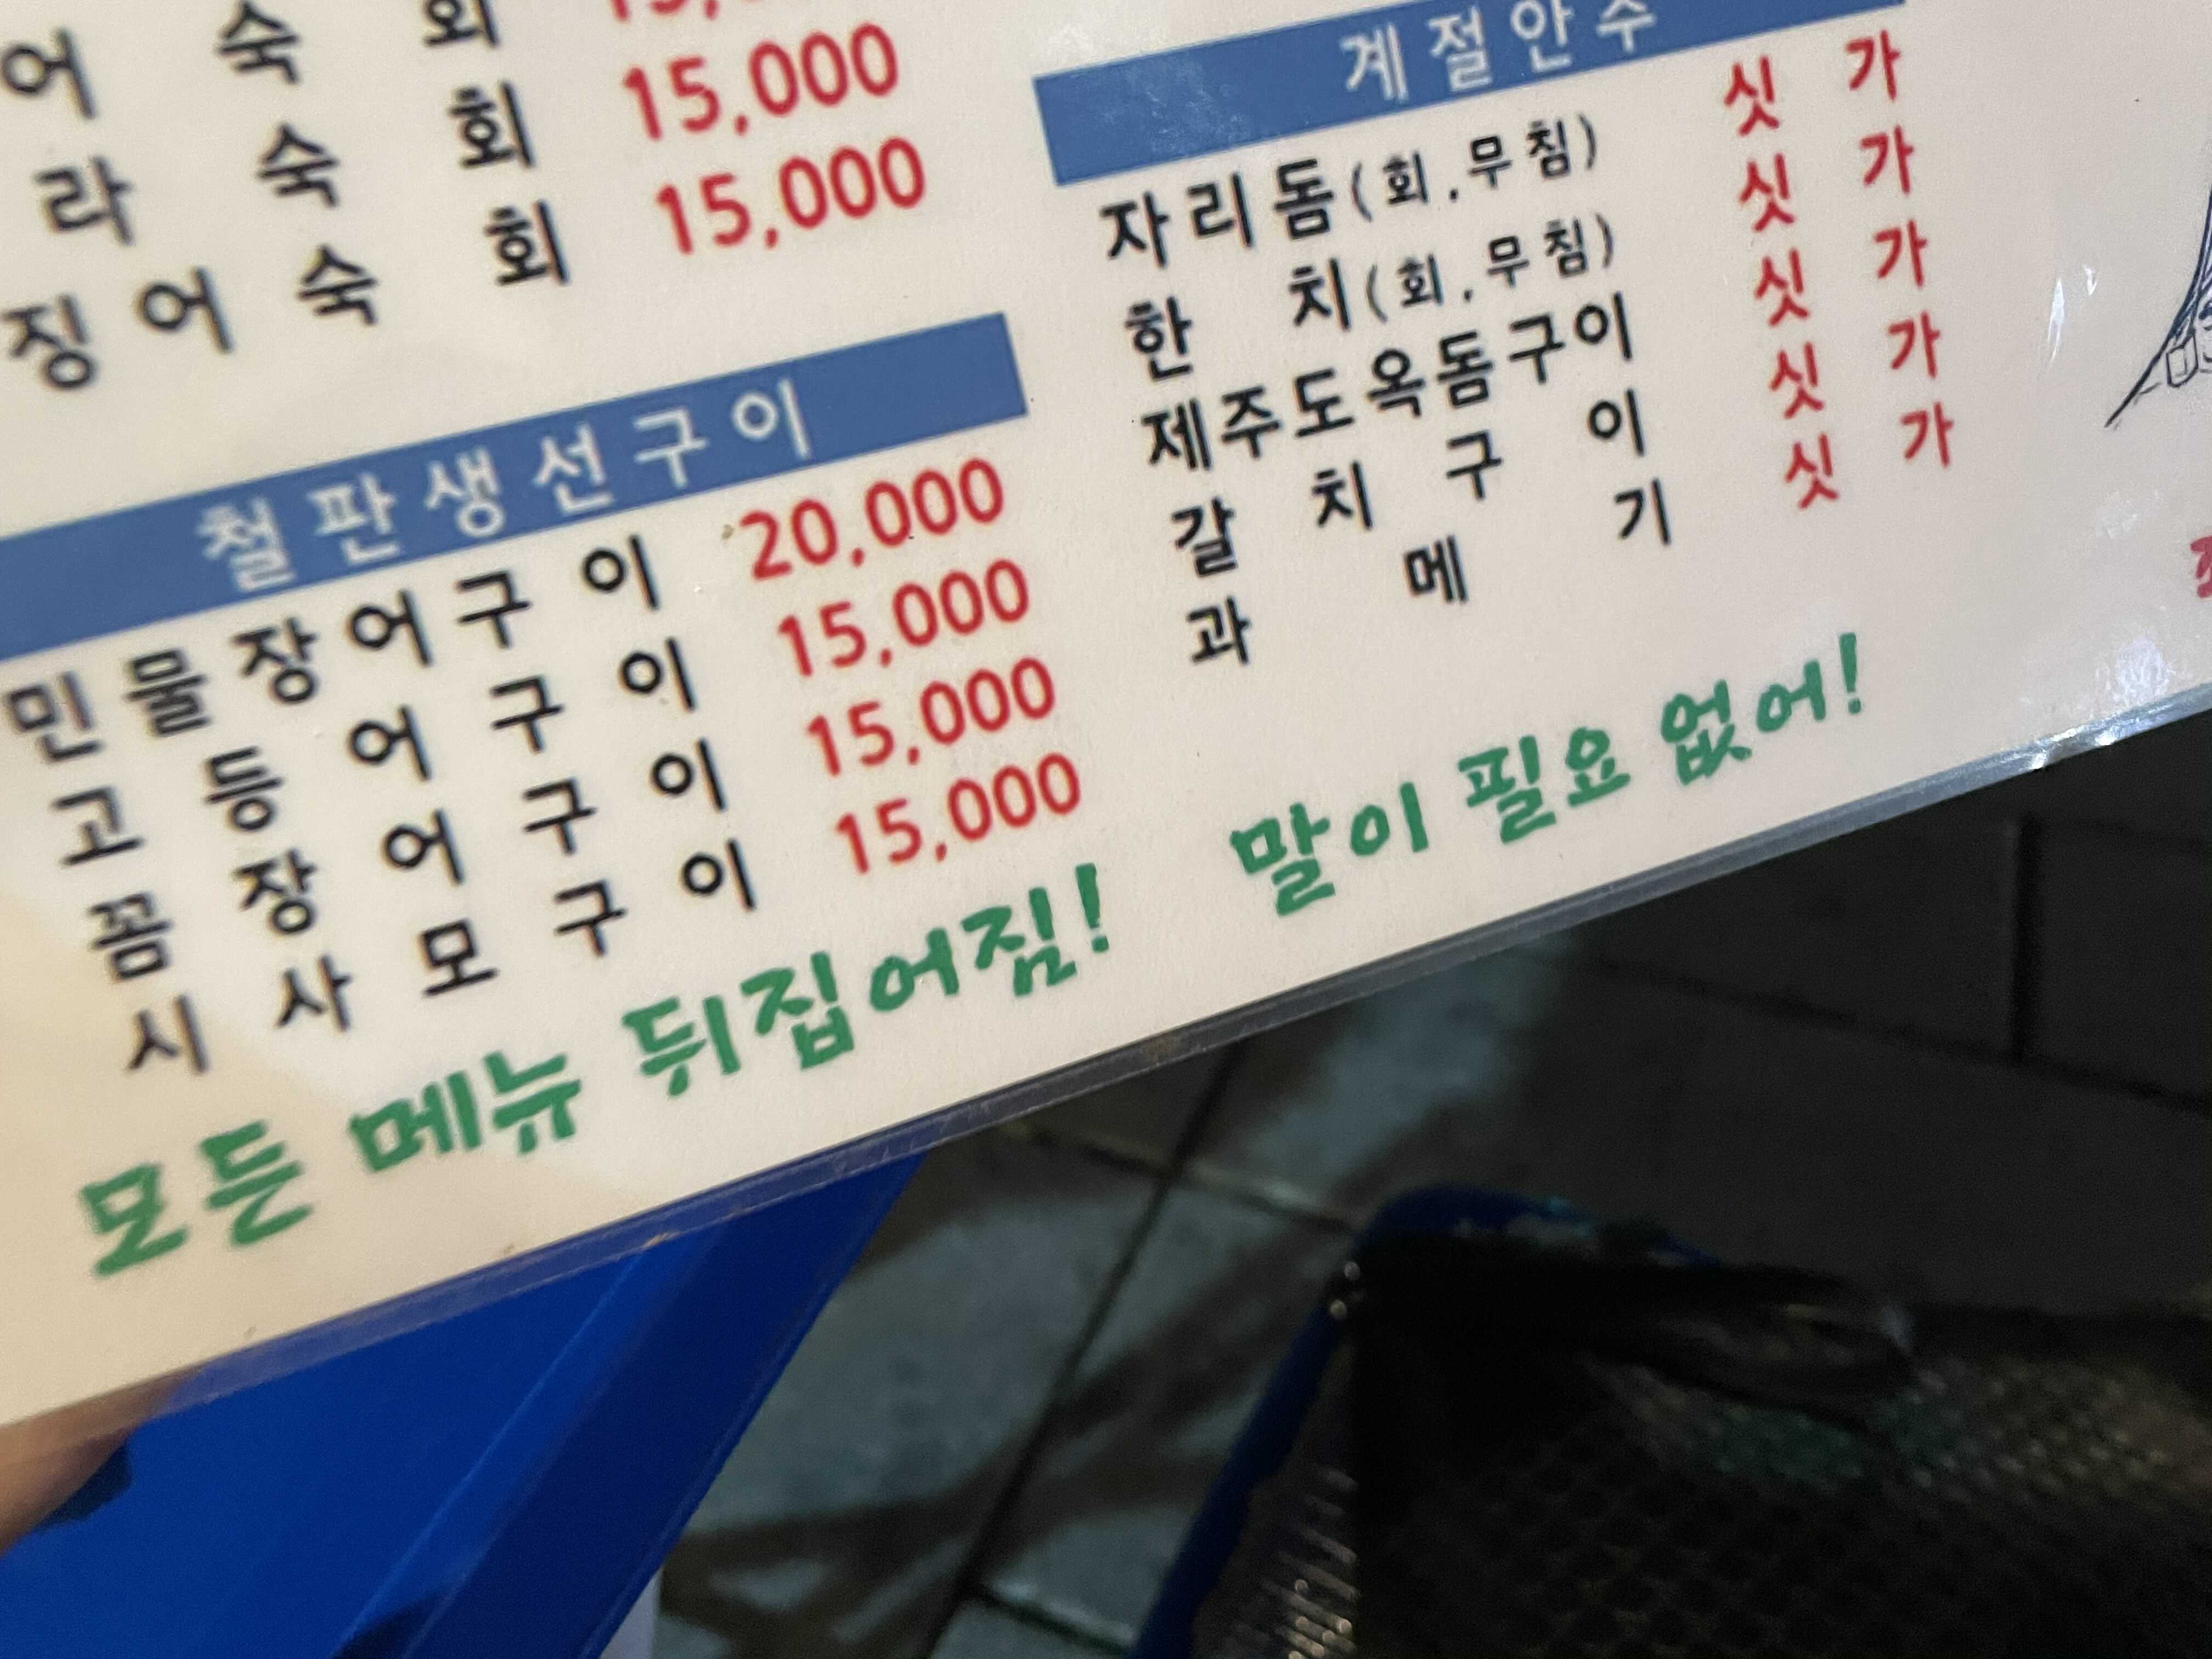 어 숙 회 15,000
라 숙 회 15,000
징 어 숙 회 15,000
철판생선구이
민물장어구이 20,000
고등어구이 15,000
꼼장어구이 15,000
시사모구이 15,000
계절안주
자리돔(회.무침) 싯가
한치(회.무침) 싯가
제주도옥돔구이 싯가
갈치구이 싯가
과메기 싯가
모든 메뉴 뒤집어짐! 말이 필요 없어!